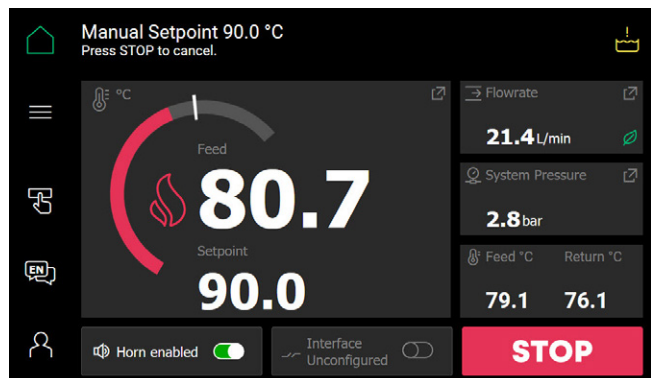 Manual Setpoint 90.0 °C
Press STOP to cancel.
°C
Feed
80.7
Setpoint
90.0
Flowrate
21.4 L/min
System Pressure
2.8 bar
Feed °C Return °C
79.1 76.1
EN
Horn enabled
Interface
Unconfigured
STOP